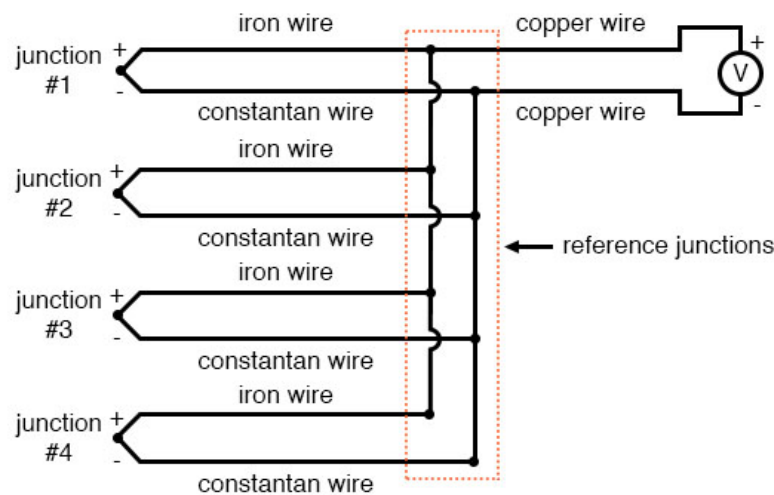 iron wire
copper wire
junction
#1
+
-
+
V
-
constantan wire
copper wire
iron wire
junction
#2
+
-
constantan wire
reference junctions
iron wire
junction
#3
+
-
constantan wire
iron wire
junction
#4
+
-
constantan wire